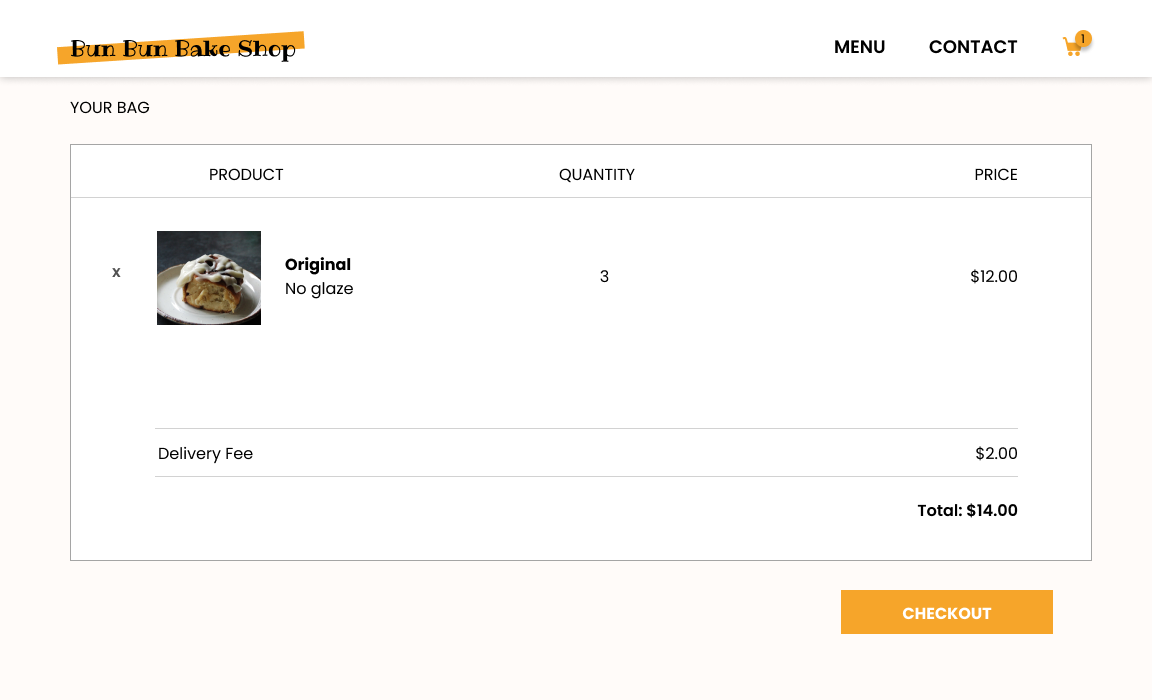 Bun Bun Bake Shop
MENU CONTACT 1
YOUR BAG
PRODUCT QUANTITY PRICE
x
Original
No glaze
3
$12.00
Delivery Fee $2.00
Total: $14.00
CHECKOUT